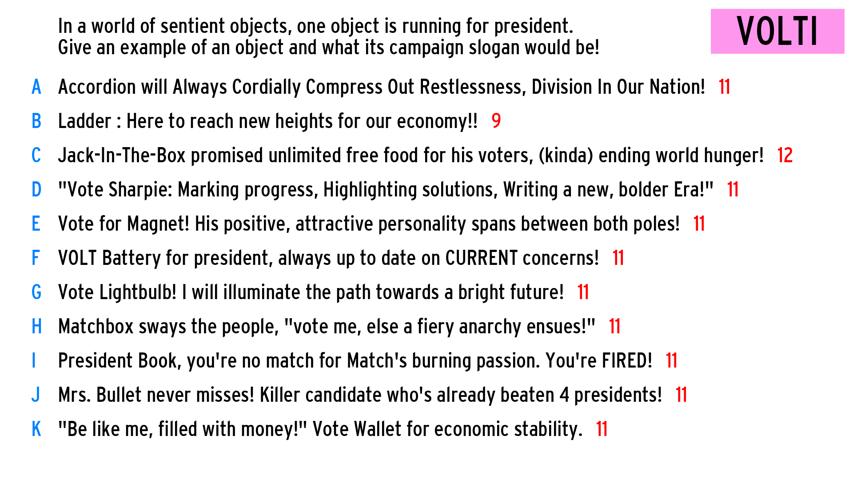 In a world of sentient objects, one object is running for president.
Give an example of an object and what its campaign slogan would be!
VOLTI
A Accordion will Always Cordially Compress Out Restlessness, Division In Our Nation! 11
B Ladder : Here to reach new heights for our economy!! 9
C Jack-In-The-Box promised unlimited free food for his voters, (kinda) ending world hunger! 12
D "Vote Sharpie: Marking progress, Highlighting solutions, Writing a new, bolder Era!" 11
E Vote for Magnet! His positive, attractive personality spans between both poles! 11
F VOLT Battery for president, always up to date on CURRENT concerns! 11
G Vote Lightbulb! I will illuminate the path towards a bright future! 11
H Matchbox sways the people, "vote me, else a fiery anarchy ensues!" 11
I President Book, you're no match for Match's burning passion. You're FIRED! 11
J Mrs. Bullet never misses! Killer candidate who's already beaten 4 presidents! 11
K "Be like me, filled with money!" Vote Wallet for economic stability. 11